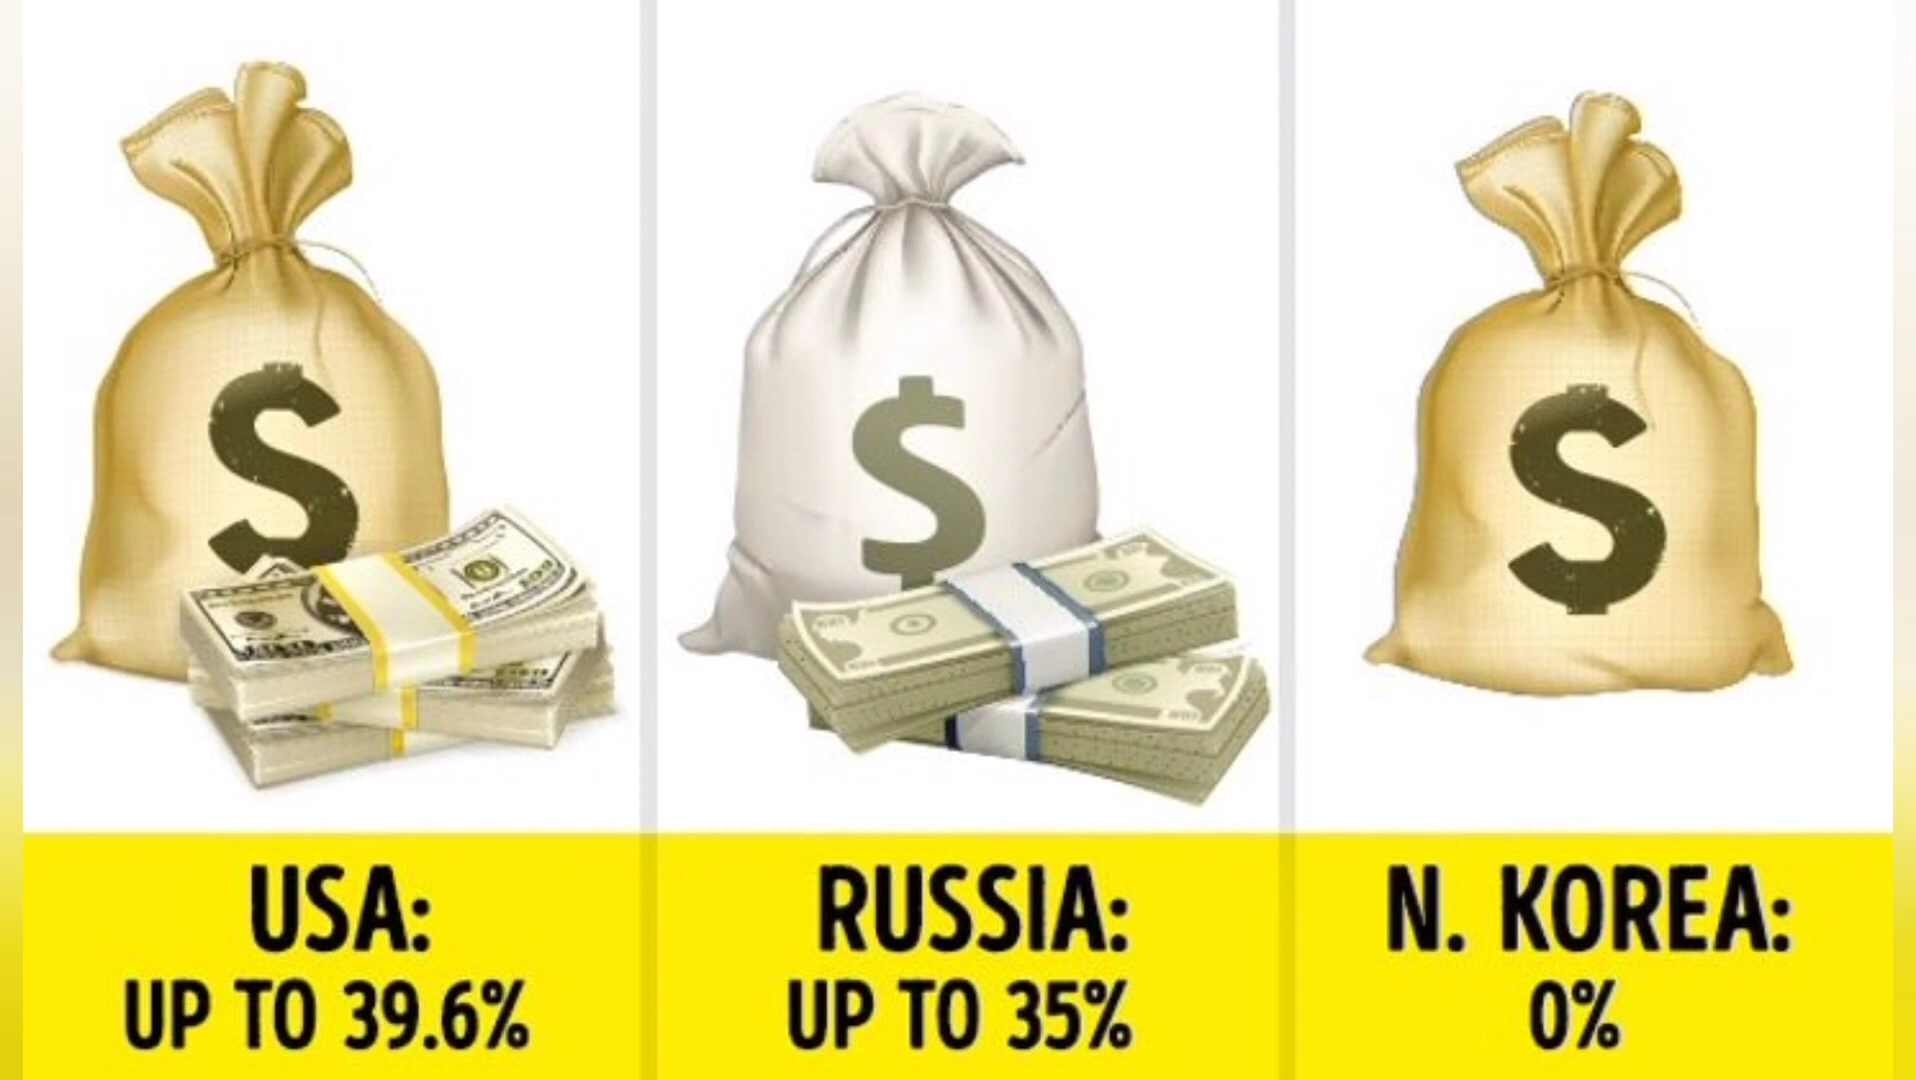 $
$
$
USA:
UP TO 39.6%
RUSSIA:
UP TO 35%
N. KOREA:
0%